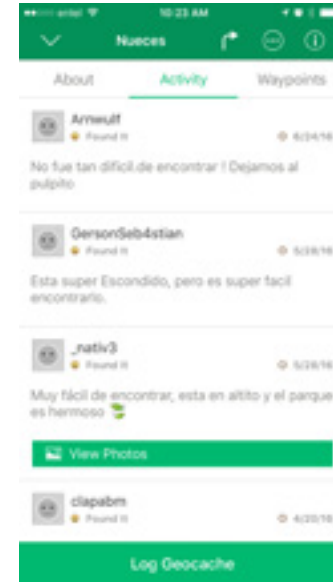 antel 10:23 AM
Nueces
About Activity Waypoints
Arnwulf
Found It 6/24/16
No fue tan dificil de encontrar ! Dejamos al
pulpito
GersonSeb4stian
Found It 5/28/16
Esta super Escondido, pero es super facil
encontrarlo.
_nativ3
Found It 5/28/16
Muy fácil de encontrar, esta en altito y el parque
es hermoso
View Photos
clapabm
Found It 4/20/16
Log Geocache